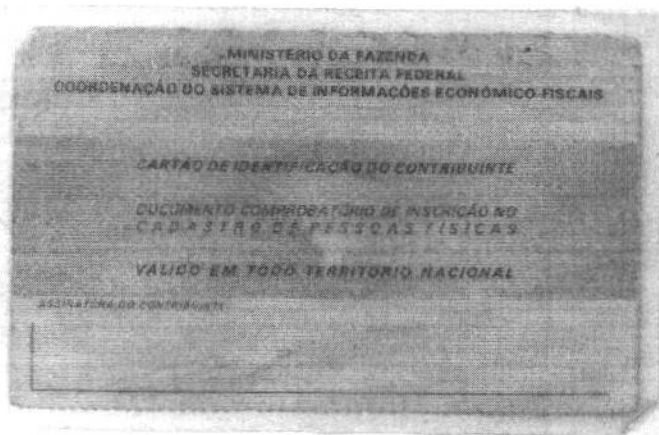 MINISTÉRIO DA FAZENDA
SECRETARIA DA RECEITA FEDERAL
COORDENAÇÃO DO SISTEMA DE INFORMAÇÕES ECONÔMICO-FISCAIS
CARTÃO DE IDENTIFICAÇÃO DO CONTRIBUINTE
DOCUMENTO COMPROBATÓRIO DE INSCRIÇÃO NO
CADASTRO DE PESSOAS FÍSICAS
VÁLIDO EM TODO TERRITÓRIO NACIONAL
ASSINATURA DO CONTRIBUINTE